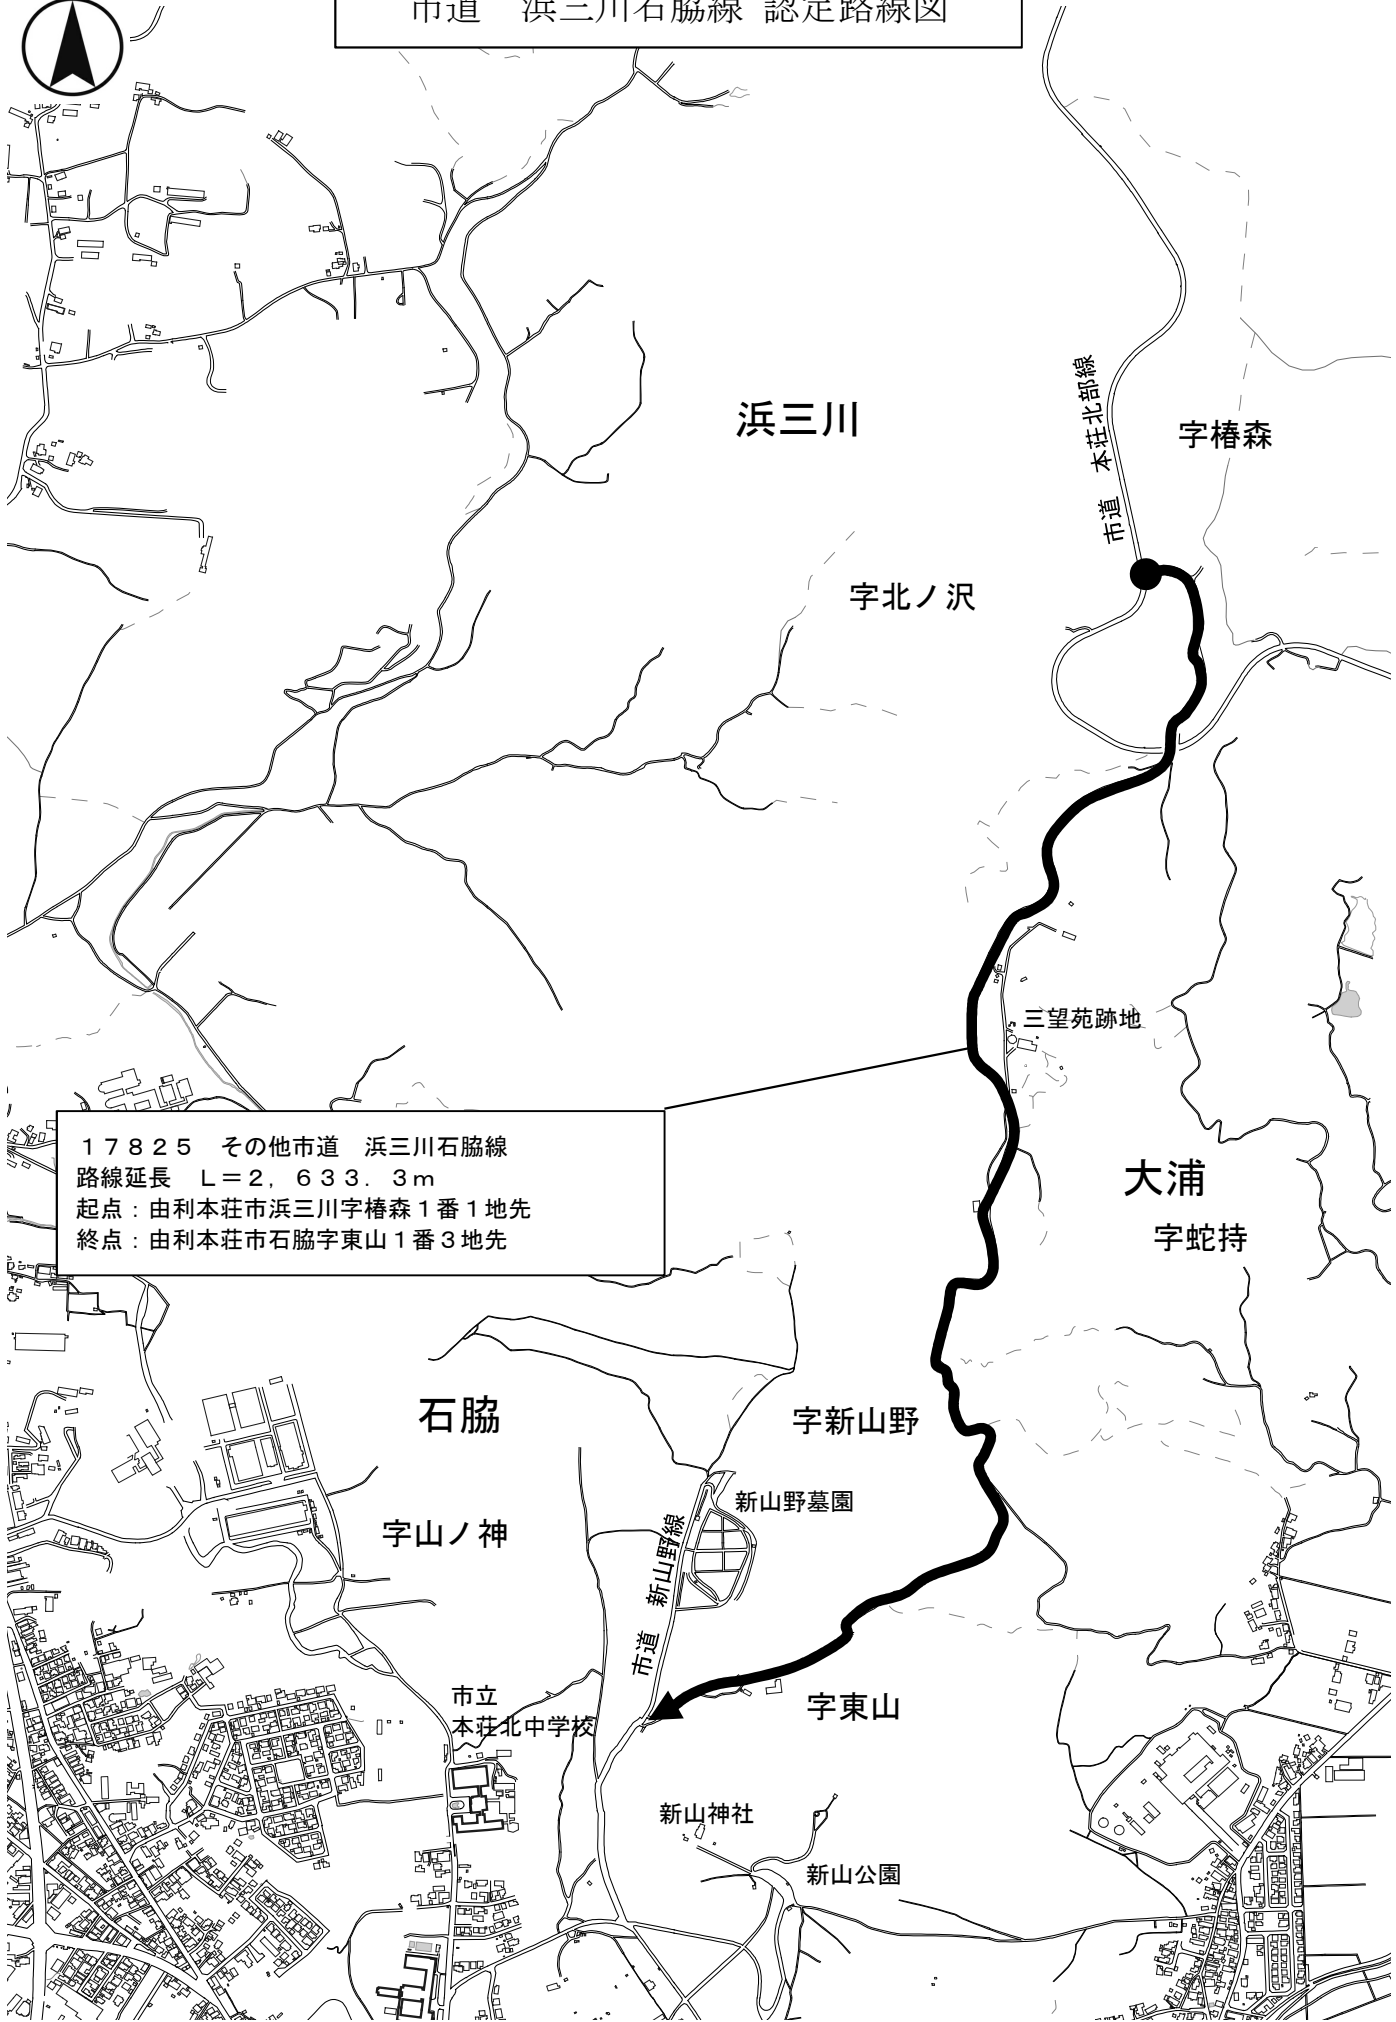 市道　浜三川石脇線 認定路線図
浜三川
市道　本荘北部線
字椿森
字北ノ沢
三望苑跡地
１７８２５　その他市道　浜三川石脇線
路線延長　Ｌ＝２，６３３．３ｍ
起点：由利本荘市浜三川字椿森１番１地先
終点：由利本荘市石脇字東山１番３地先
大浦
字蛇持
石脇
字新山野
新山野墓園
字山ノ神
市道　新山野線
市立
本荘北中学校
字東山
新山神社
新山公園